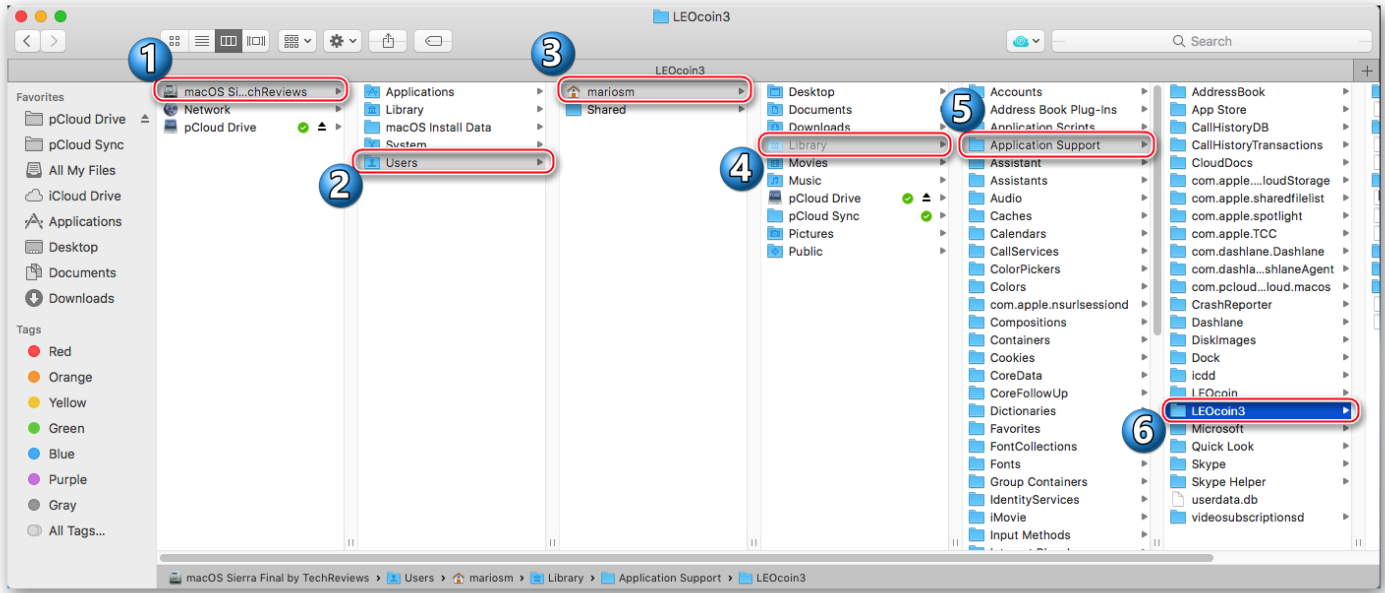 LEOcoin3
Search
LEOcoin3
1
2
3
4
5
6
Favorites
pCloud Drive
pCloud Sync
All My Files
iCloud Drive
Applications
Desktop
Documents
Downloads
Tags
Red
Orange
Yellow
Green
Blue
Purple
Gray
All Tags...
macOS Si...chReviews
Network
pCloud Drive
Applications
Library
macOS Install Data
System
Users
mariosm
Shared
Desktop
Documents
Downloads
Library
Movies
Music
pCloud Drive
pCloud Sync
Pictures
Public
Accounts
Address Book Plug-Ins
Application Scripts
Application Support
Assistant
Assistants
Audio
Caches
Calendars
CallServices
ColorPickers
Colors
com.apple.nsurlsessiond
Compositions
Containers
Cookies
CoreData
CoreFollowUp
Dictionaries
Favorites
FontCollections
Fonts
Group Containers
IdentityServices
iMovie
Input Methods
AddressBook
App Store
CallHistoryDB
CallHistoryTransactions
CloudDocs
com.apple....loudStorage
com.apple.sharedfilelist
com.apple.spotlight
com.apple.TCC
com.dashlane.Dashlane
com.dashla...shlaneAgent
com.pcloud...loud.macos
CrashReporter
Dashlane
DiskImages
Dock
icdd
LEOcoin
LEOcoin3
Microsoft
Quick Look
Skype
Skype Helper
userdata.db
videosubscriptionsd
macOS Sierra Final by TechReviews › Users › mariosm › Library › Application Support › LEOcoin3